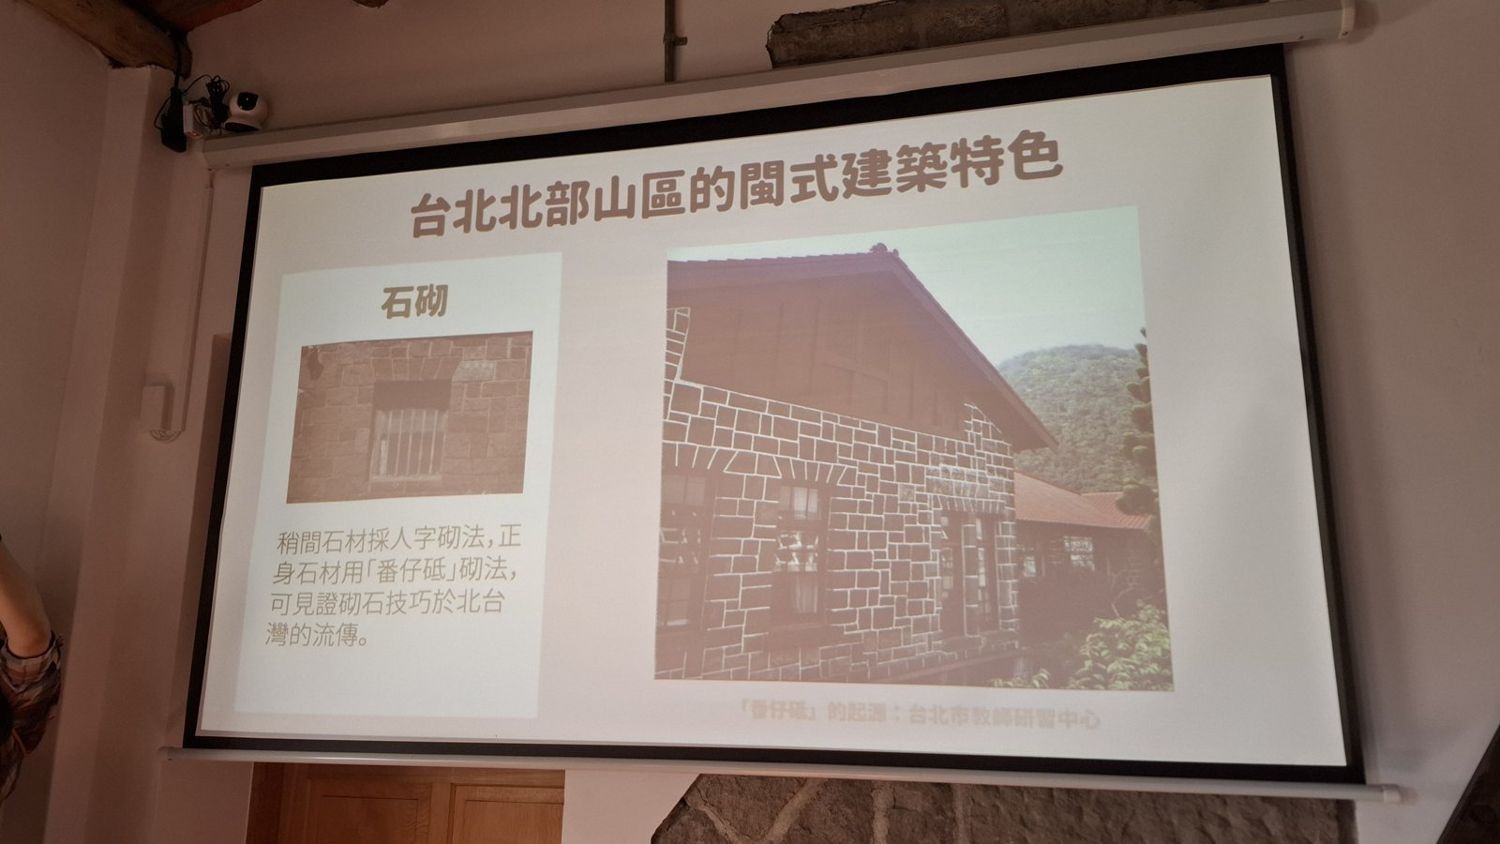 台北北部山區的閩式建築特色
石砌
稍間石材採人字砌法，正
身石材用「番仔砥」砌法，
可見證砌石技巧於北台
灣的流傳。
「番仔砥」的起源：台北市教師研習中心